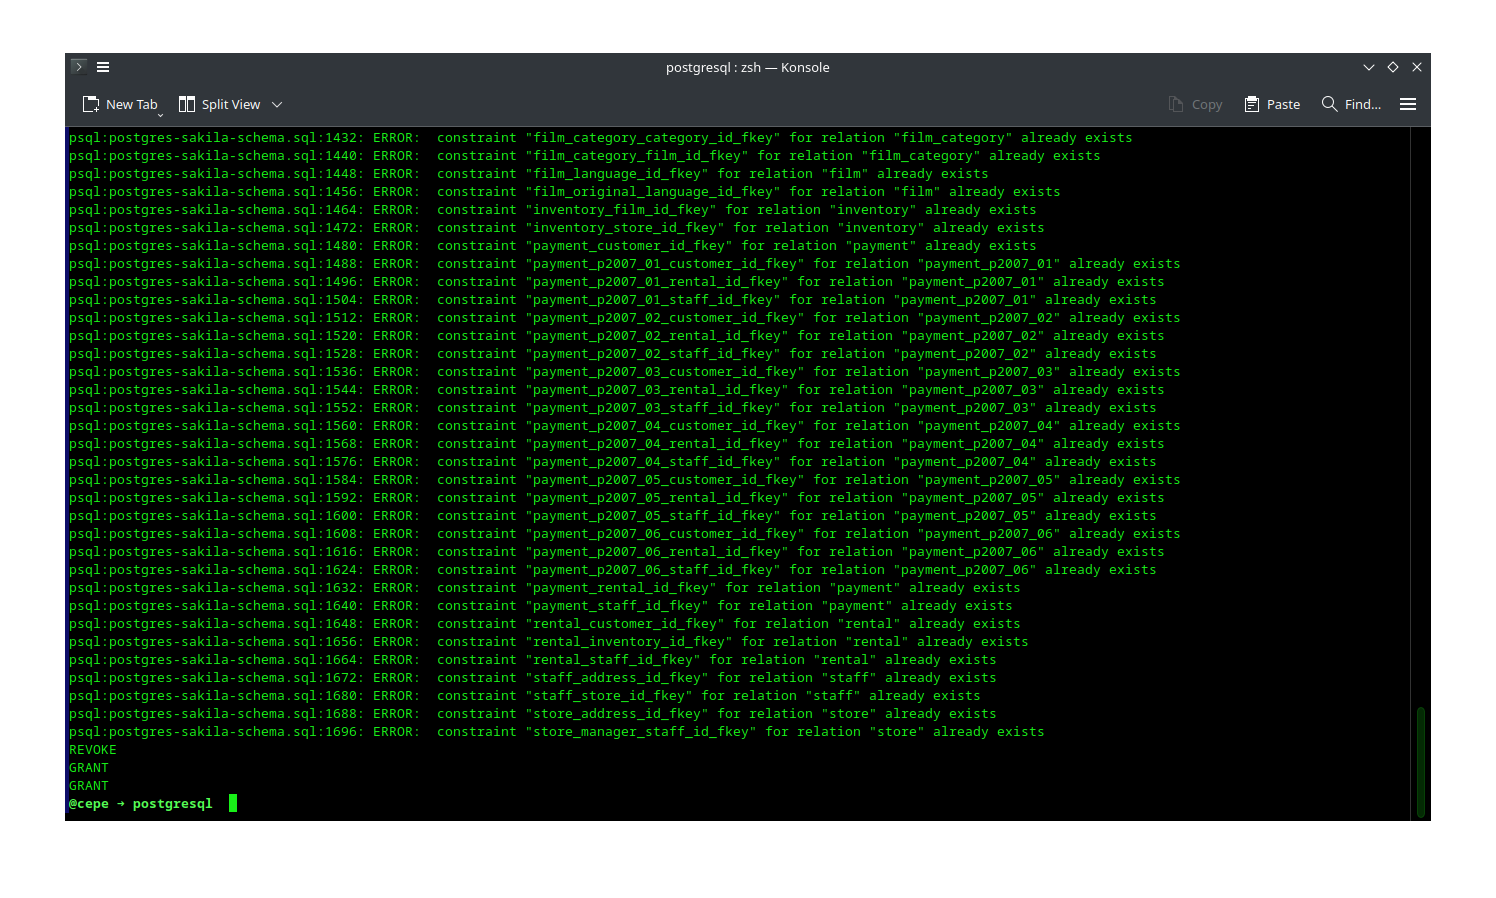 postgresql : zsh — Konsole
New Tab Split View Copy Paste Find...
psql:postgres-sakila-schema.sql:1432: ERROR:  constraint "film_category_category_id_fkey" for relation "film_category" already exists
psql:postgres-sakila-schema.sql:1440: ERROR:  constraint "film_category_film_id_fkey" for relation "film_category" already exists
psql:postgres-sakila-schema.sql:1448: ERROR:  constraint "film_language_id_fkey" for relation "film" already exists
psql:postgres-sakila-schema.sql:1456: ERROR:  constraint "film_original_language_id_fkey" for relation "film" already exists
psql:postgres-sakila-schema.sql:1464: ERROR:  constraint "inventory_film_id_fkey" for relation "inventory" already exists
psql:postgres-sakila-schema.sql:1472: ERROR:  constraint "inventory_store_id_fkey" for relation "inventory" already exists
psql:postgres-sakila-schema.sql:1480: ERROR:  constraint "payment_customer_id_fkey" for relation "payment" already exists
psql:postgres-sakila-schema.sql:1488: ERROR:  constraint "payment_p2007_01_customer_id_fkey" for relation "payment_p2007_01" already exists
psql:postgres-sakila-schema.sql:1496: ERROR:  constraint "payment_p2007_01_rental_id_fkey" for relation "payment_p2007_01" already exists
psql:postgres-sakila-schema.sql:1504: ERROR:  constraint "payment_p2007_01_staff_id_fkey" for relation "payment_p2007_01" already exists
psql:postgres-sakila-schema.sql:1512: ERROR:  constraint "payment_p2007_02_customer_id_fkey" for relation "payment_p2007_02" already exists
psql:postgres-sakila-schema.sql:1520: ERROR:  constraint "payment_p2007_02_rental_id_fkey" for relation "payment_p2007_02" already exists
psql:postgres-sakila-schema.sql:1528: ERROR:  constraint "payment_p2007_02_staff_id_fkey" for relation "payment_p2007_02" already exists
psql:postgres-sakila-schema.sql:1536: ERROR:  constraint "payment_p2007_03_customer_id_fkey" for relation "payment_p2007_03" already exists
psql:postgres-sakila-schema.sql:1544: ERROR:  constraint "payment_p2007_03_rental_id_fkey" for relation "payment_p2007_03" already exists
psql:postgres-sakila-schema.sql:1552: ERROR:  constraint "payment_p2007_03_staff_id_fkey" for relation "payment_p2007_03" already exists
psql:postgres-sakila-schema.sql:1560: ERROR:  constraint "payment_p2007_04_customer_id_fkey" for relation "payment_p2007_04" already exists
psql:postgres-sakila-schema.sql:1568: ERROR:  constraint "payment_p2007_04_rental_id_fkey" for relation "payment_p2007_04" already exists
psql:postgres-sakila-schema.sql:1576: ERROR:  constraint "payment_p2007_04_staff_id_fkey" for relation "payment_p2007_04" already exists
psql:postgres-sakila-schema.sql:1584: ERROR:  constraint "payment_p2007_05_customer_id_fkey" for relation "payment_p2007_05" already exists
psql:postgres-sakila-schema.sql:1592: ERROR:  constraint "payment_p2007_05_rental_id_fkey" for relation "payment_p2007_05" already exists
psql:postgres-sakila-schema.sql:1600: ERROR:  constraint "payment_p2007_05_staff_id_fkey" for relation "payment_p2007_05" already exists
psql:postgres-sakila-schema.sql:1608: ERROR:  constraint "payment_p2007_06_customer_id_fkey" for relation "payment_p2007_06" already exists
psql:postgres-sakila-schema.sql:1616: ERROR:  constraint "payment_p2007_06_rental_id_fkey" for relation "payment_p2007_06" already exists
psql:postgres-sakila-schema.sql:1624: ERROR:  constraint "payment_p2007_06_staff_id_fkey" for relation "payment_p2007_06" already exists
psql:postgres-sakila-schema.sql:1632: ERROR:  constraint "payment_rental_id_fkey" for relation "payment" already exists
psql:postgres-sakila-schema.sql:1640: ERROR:  constraint "payment_staff_id_fkey" for relation "payment" already exists
psql:postgres-sakila-schema.sql:1648: ERROR:  constraint "rental_customer_id_fkey" for relation "rental" already exists
psql:postgres-sakila-schema.sql:1656: ERROR:  constraint "rental_inventory_id_fkey" for relation "rental" already exists
psql:postgres-sakila-schema.sql:1664: ERROR:  constraint "rental_staff_id_fkey" for relation "rental" already exists
psql:postgres-sakila-schema.sql:1672: ERROR:  constraint "staff_address_id_fkey" for relation "staff" already exists
psql:postgres-sakila-schema.sql:1680: ERROR:  constraint "staff_store_id_fkey" for relation "staff" already exists
psql:postgres-sakila-schema.sql:1688: ERROR:  constraint "store_address_id_fkey" for relation "store" already exists
psql:postgres-sakila-schema.sql:1696: ERROR:  constraint "store_manager_staff_id_fkey" for relation "store" already exists
REVOKE
GRANT
GRANT
@cepe → postgresql